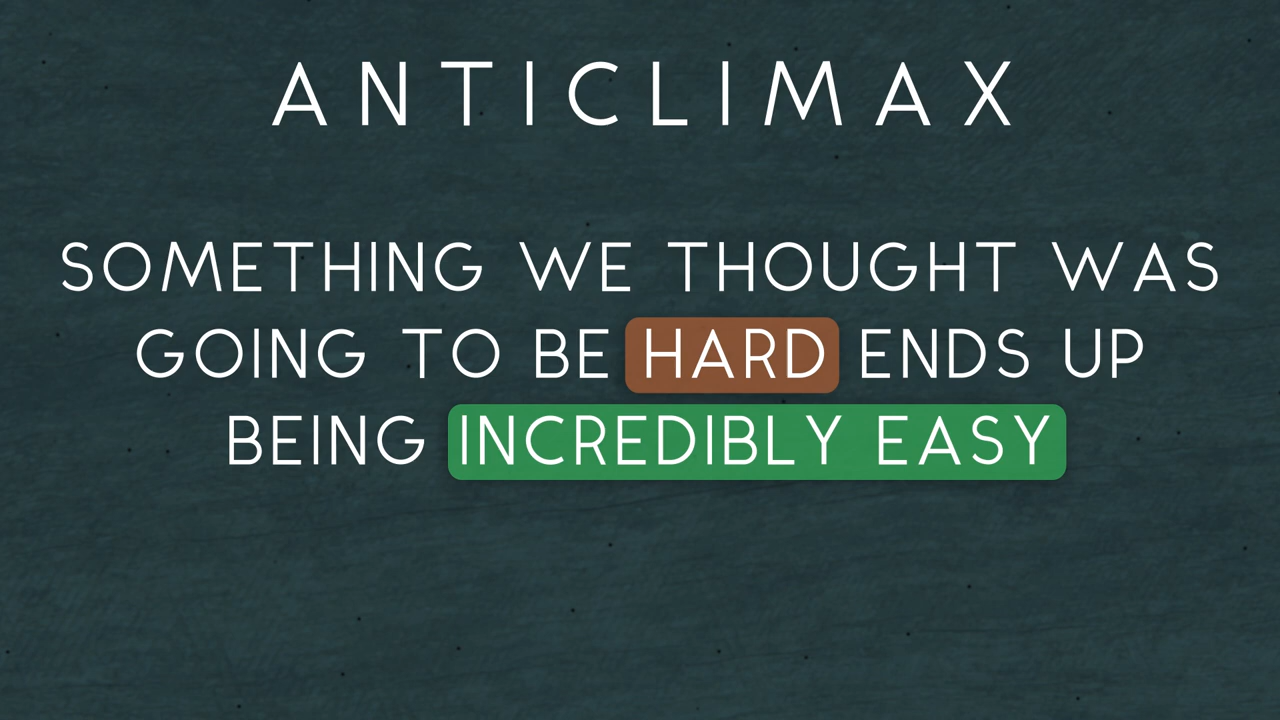 ANTICLIMAX
SOMETHING WE THOUGHT WAS
GOING TO BE HARD ENDS UP
BEING INCREDIBLY EASY